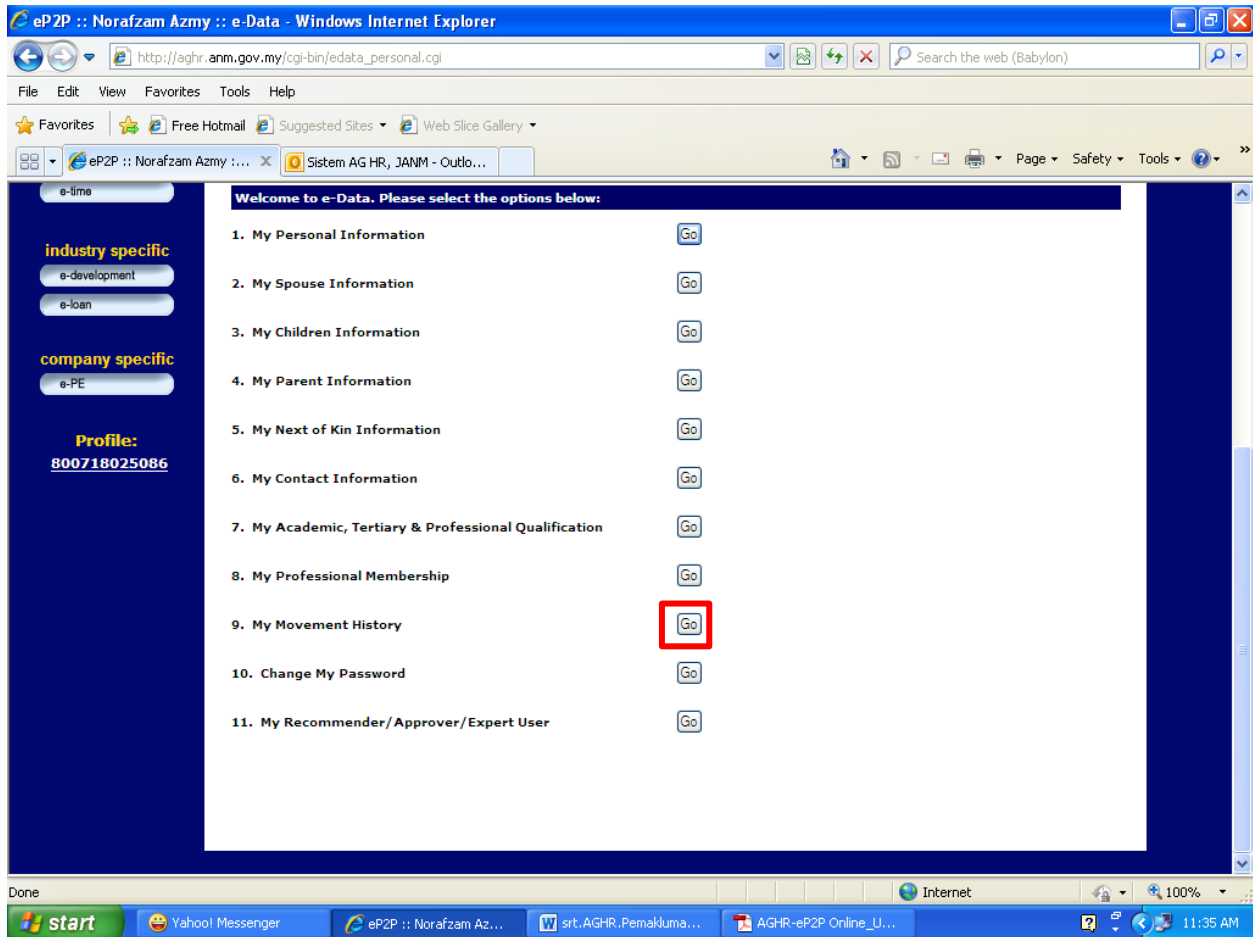 eP2P :: Norafzam Azmy :: e-Data - Windows Internet Explorer
http://aghr.anm.gov.my/cgi-bin/edata_personal.cgi
Search the web (Babylon)
File Edit View Favorites Tools Help
Favorites Free Hotmail Suggested Sites Web Slice Gallery
eP2P :: Norafzam Azmy :... X Sistem AG HR, JANM - Outlo... Page Safety Tools »
e-time
industry specific
e-development
e-loan
company specific
e-PE
Profile:
800718025086
Welcome to e-Data. Please select the options below:
1. My Personal Information Go
2. My Spouse Information Go
3. My Children Information Go
4. My Parent Information Go
5. My Next of Kin Information Go
6. My Contact Information Go
7. My Academic, Tertiary & Professional Qualification Go
8. My Professional Membership Go
9. My Movement History Go
10. Change My Password Go
11. My Recommender/Approver/Expert User Go
Done Internet 100%
start Yahoo! Messenger eP2P :: Norafzam Az... srt.AGHR.Pemakluma... AGHR-eP2P Online_U... 11:35 AM